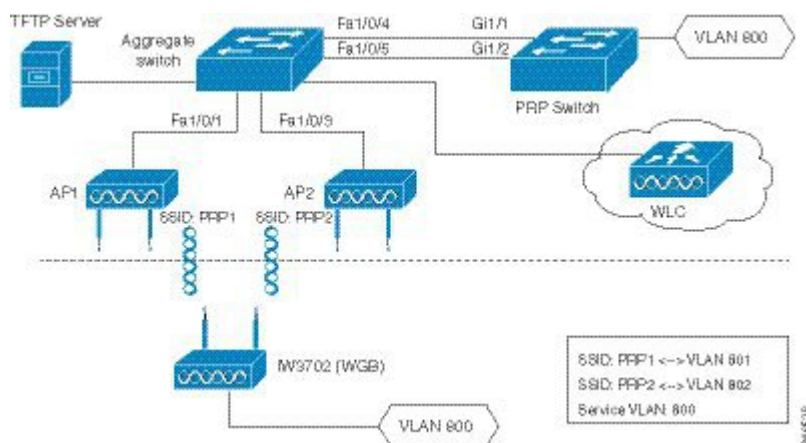 TFTP Server
Aggregate
switch
Fa1/0/4
Gi1/1
Fa1/0/5
Gi1/2
VLAN 800
PRP Switch
Fa1/0/1
Fa1/0/9
AP1
AP2
SSID: PRP1
SSID: PRP2
WLC
IW3702 (WGB)
VLAN 800
SSID: PRP1 <--> VLAN 801
SSID: PRP2 <--> VLAN 802
Service VLAN: 800